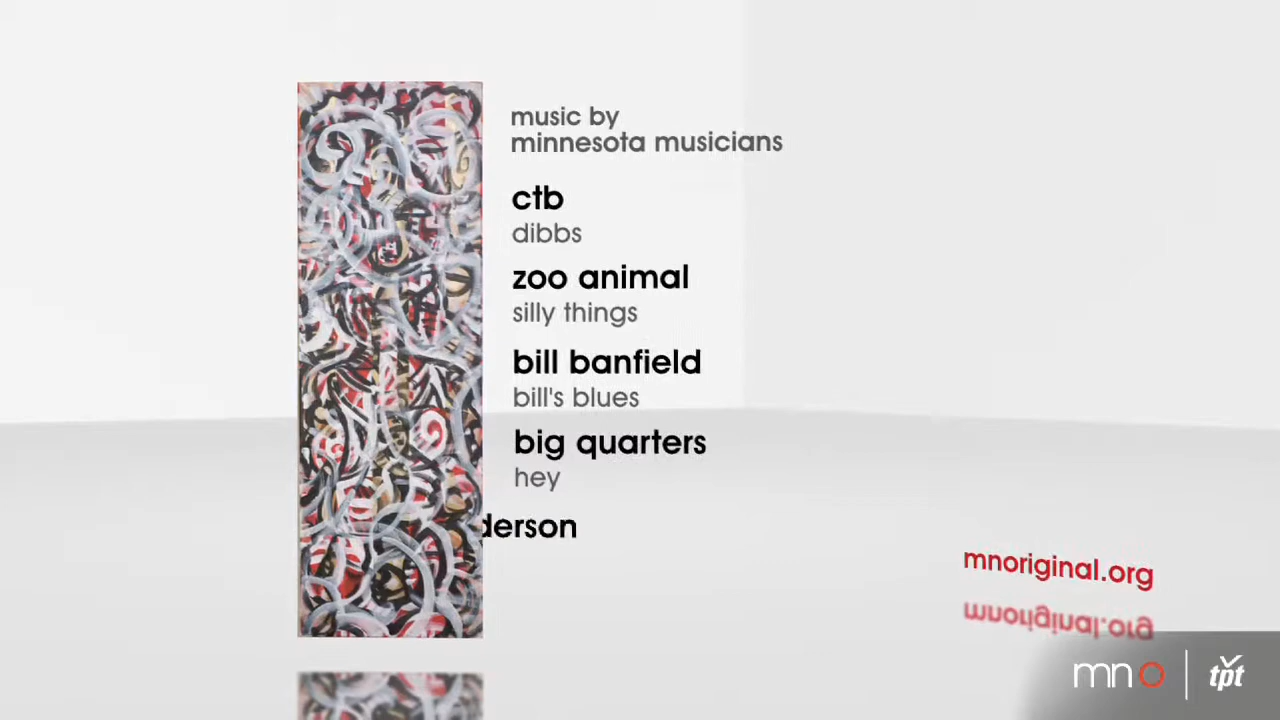 music by
minnesota musicians
ctb
dibbs
zoo animal
silly things
bill banfield
bill's blues
big quarters
hey
derson
mnoriginal.org
mno
tpt